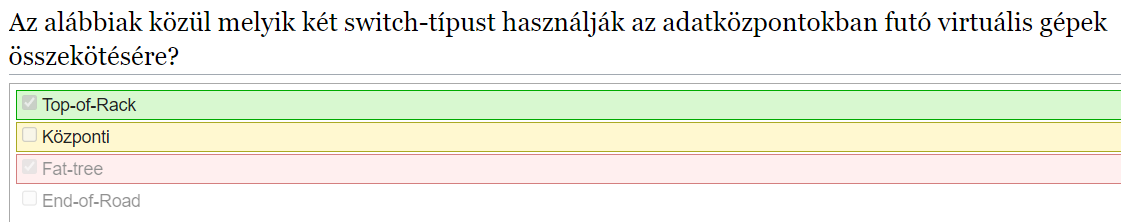 Az alábbiak közül melyik két switch-típust használják az adatközpontokban futó virtuális gépek
összekötésére?
Top-of-Rack
Központi
Fat-tree
End-of-Road